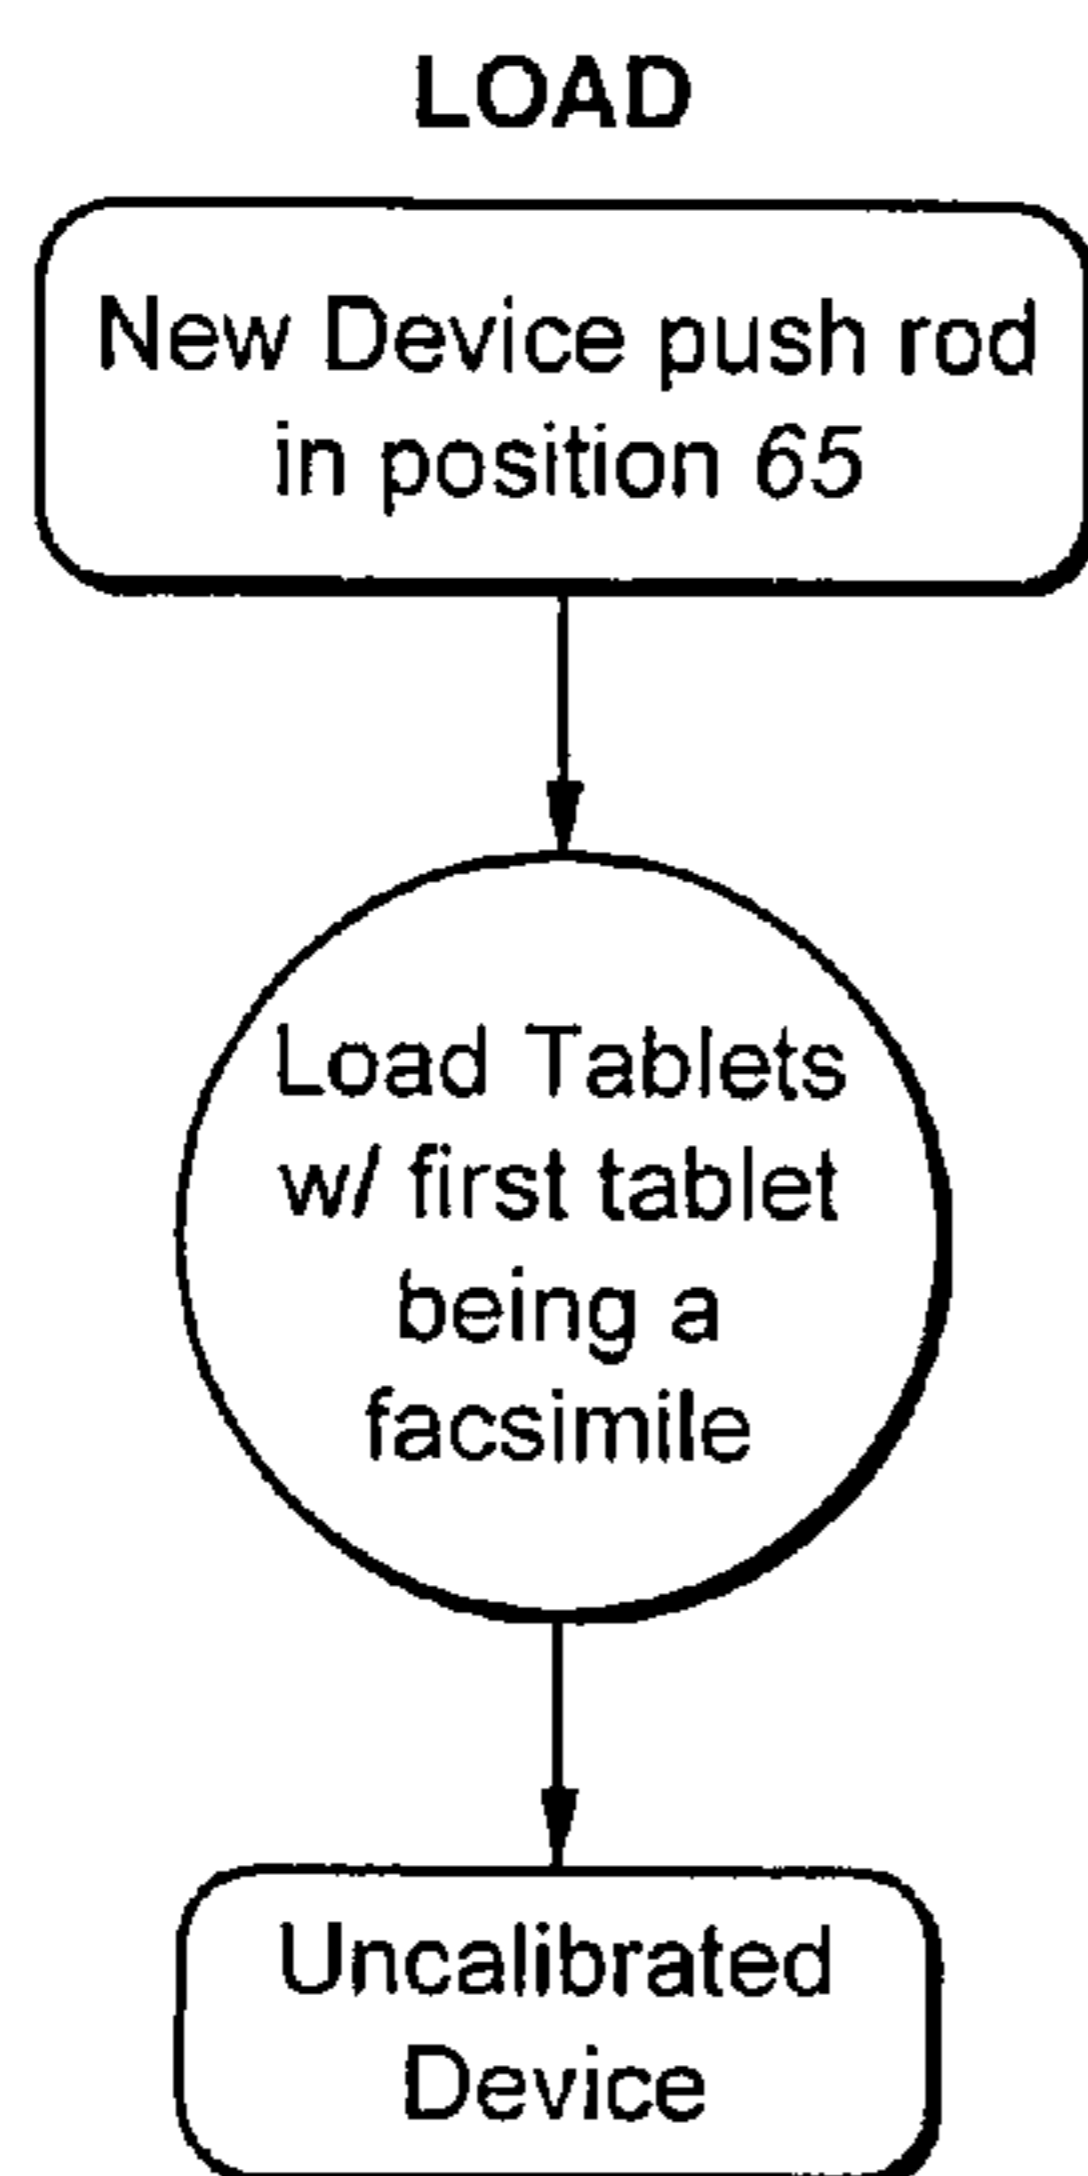 LOAD
New Device push rod
in position 65
Load Tablets
w/ first tablet
being a
facsimile
Uncalibrated
Device